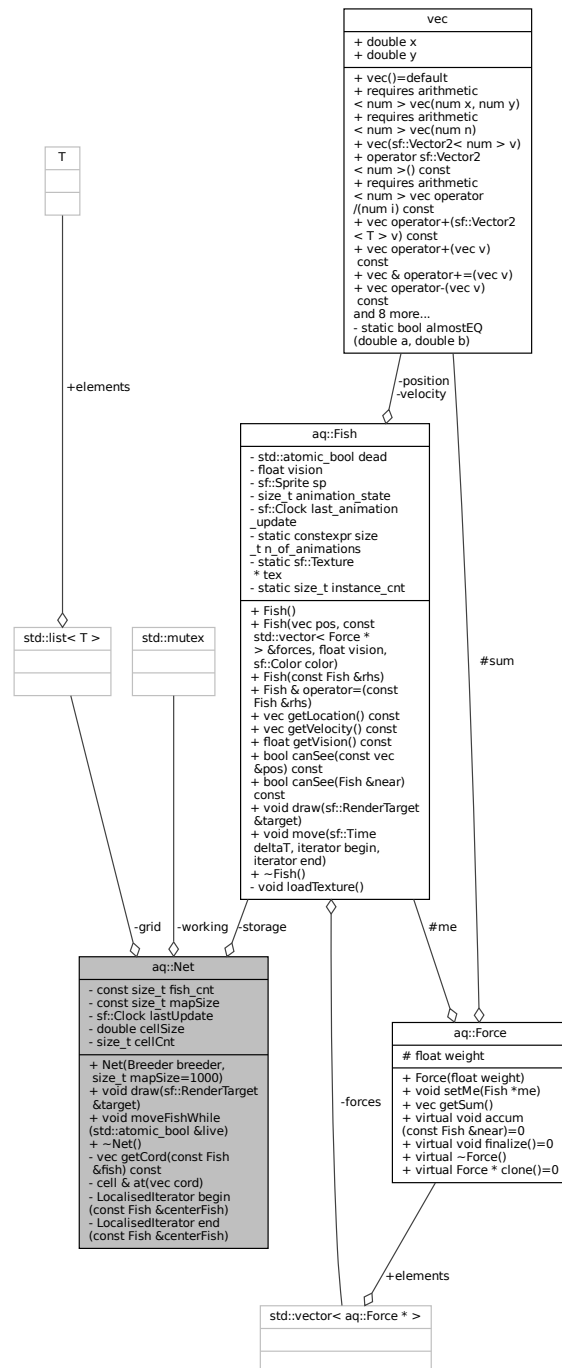 vec
+ double x
+ double y
+ vec()=default
+ requires arithmetic
< num > vec(num x, num y)
+ requires arithmetic
< num > vec(num n)
+ vec(sf::Vector2< num > v)
+ operator sf::Vector2
< num >() const
+ requires arithmetic
< num > vec operator
/(num i) const
+ vec operator+(sf::Vector2
< T > v) const
+ vec operator+(vec v)
const
+ vec & operator+=(vec v)
+ vec operator-(vec v)
const
and 8 more...
- static bool almostEQ
(double a, double b)
T
+elements
-position
-velocity
#sum
aq::Fish
- std::atomic_bool dead
- float vision
- sf::Sprite sp
- size_t animation_state
- sf::Clock last_animation
_update
- static constexpr size
_t n_of_animations
- static sf::Texture
* tex
- static size_t instance_cnt
+ Fish()
+ Fish(vec pos, const
std::vector< Force *
> &forces, float vision,
sf::Color color)
+ Fish(const Fish &rhs)
+ Fish & operator=(const
Fish &rhs)
+ vec getLocation() const
+ vec getVelocity() const
+ float getVision() const
+ bool canSee(const vec
&pos) const
+ bool canSee(Fish &near)
const
+ void draw(sf::RenderTarget
&target)
+ void move(sf::Time
deltaT, iterator begin,
iterator end)
+ ~Fish()
- void loadTexture()
std::list< T >
std::mutex
-grid
-working
-storage
#me
aq::Net
- const size_t fish_cnt
- const size_t mapSize
- sf::Clock lastUpdate
- double cellSize
- size_t cellCnt
+ Net(Breeder breeder,
size_t mapSize=1000)
+ void draw(sf::RenderTarget
&target)
+ void moveFishWhile
(std::atomic_bool &live)
+ ~Net()
- vec getCord(const Fish
&fish) const
- cell & at(vec cord)
- LocalisedIterator begin
(const Fish &centerFish)
- LocalisedIterator end
(const Fish &centerFish)
-forces
aq::Force
# float weight
+ Force(float weight)
+ void setMe(Fish *me)
+ vec getSum()
+ virtual void accum
(const Fish &near)=0
+ virtual void finalize()=0
+ virtual ~Force()
+ virtual Force * clone()=0
+elements
std::vector< aq::Force * >